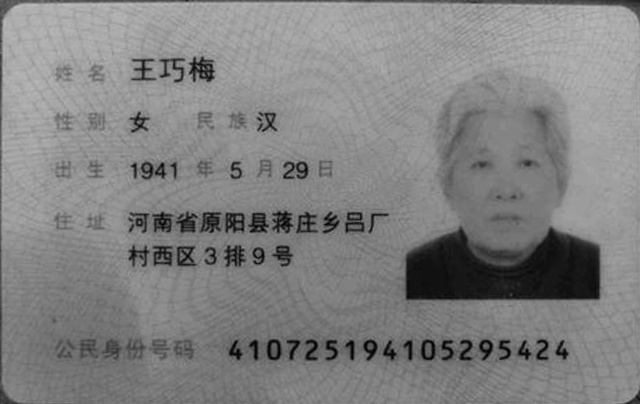 姓名 王巧梅
性别 女 民族 汉
出生 1941 年 5 月 29 日
住址 河南省原阳县蒋庄乡吕厂
村西区3排9号
公民身份号码 410725194105295424